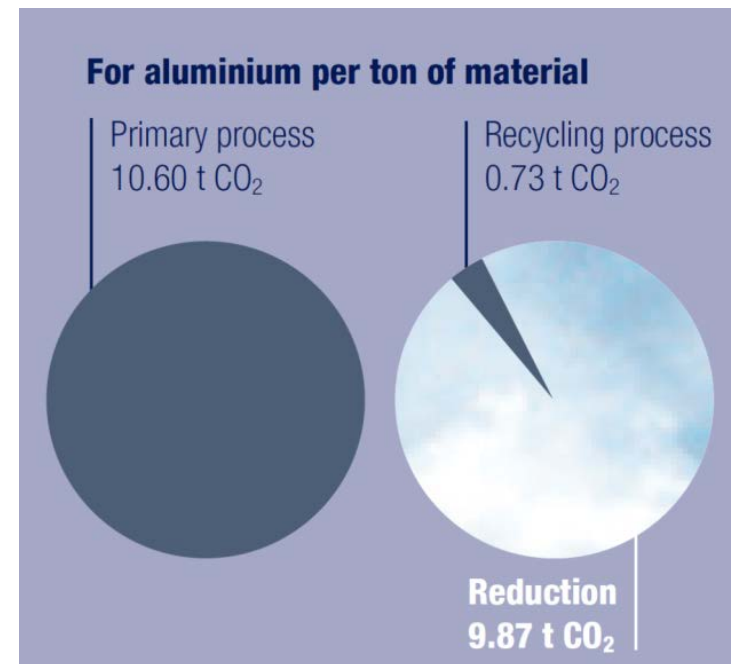 For aluminium per ton of material
Primary process
10.60 t CO₂
Recycling process
0.73 t CO₂
Reduction
9.87 t CO₂